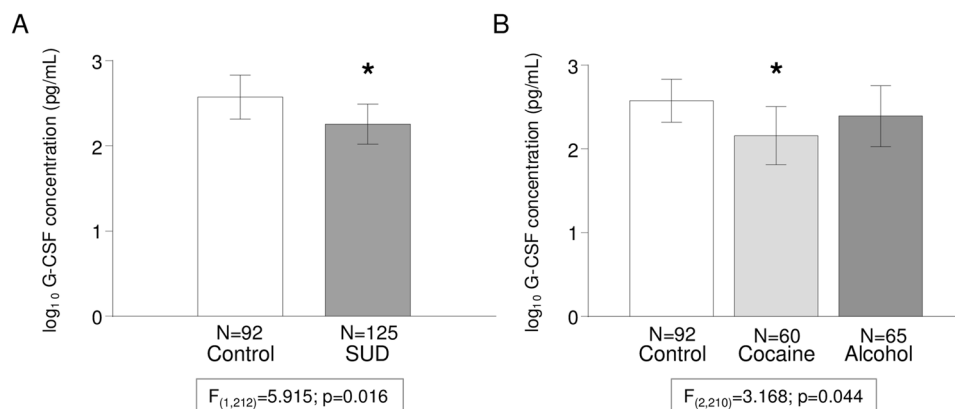 A
log₁₀ G-CSF concentration (pg/mL)
3
2
1
0
*
N=92
Control
N=125
SUD
F(1,212)=5.915; p=0.016
B
log₁₀ G-CSF concentration (pg/mL)
3
2
1
0
*
N=92
Control
N=60
Cocaine
N=65
Alcohol
F(2,210)=3.168; p=0.044